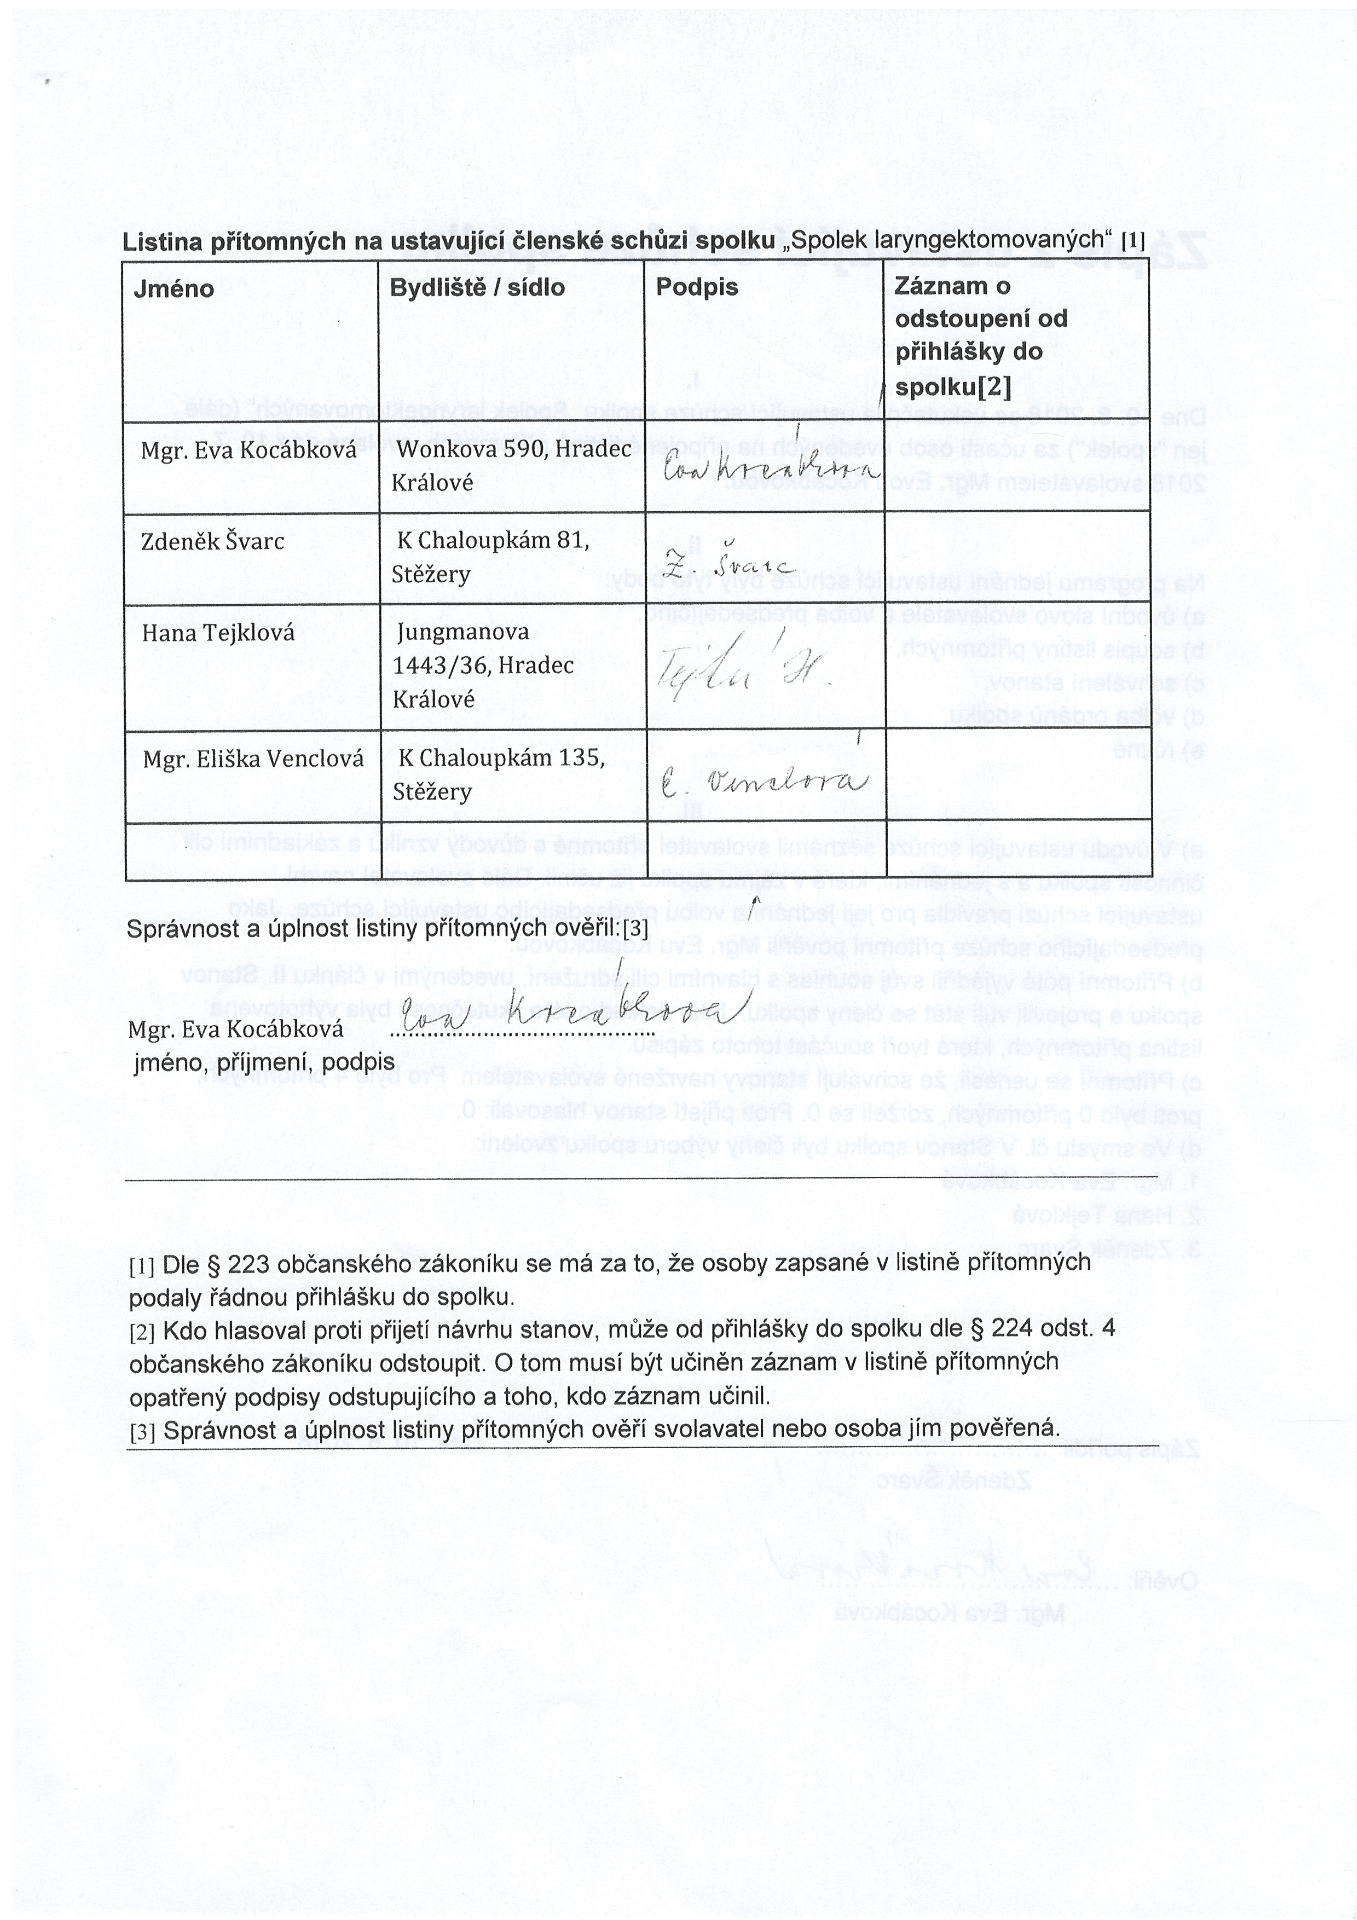 Listina přítomných na ustavující členské schůzi spolku „Spolek laryngektomovaných“ [1]
Jméno
Bydliště / sídlo
Podpis
Záznam o
odstoupení od
přihlášky do
spolku[2]
Mgr. Eva Kocábková
Wonkova 590, Hradec
Králové
Eva Kocábková
Zdeněk Švarc
K Chaloupkám 81,
Stěžery
Z. Švarc
Hana Tejklová
Jungmanova
1443/36, Hradec
Králové
H.
Mgr. Eliška Venclová
K Chaloupkám 135,
Stěžery
E. Venclová
Správnost a úplnost listiny přítomných ověřil:[3]
Mgr. Eva Kocábková Eva Kocábková
jméno, příjmení, podpis
[1] Dle § 223 občanského zákoníku se má za to, že osoby zapsané v listině přítomných
podaly řádnou přihlášku do spolku.
[2] Kdo hlasoval proti přijetí návrhu stanov, může od přihlášky do spolku dle § 224 odst. 4
občanského zákoníku odstoupit. O tom musí být učiněn záznam v listině přítomných
opatřený podpisy odstupujícího a toho, kdo záznam učinil.
[3] Správnost a úplnost listiny přítomných ověří svolavatel nebo osoba jím pověřená.